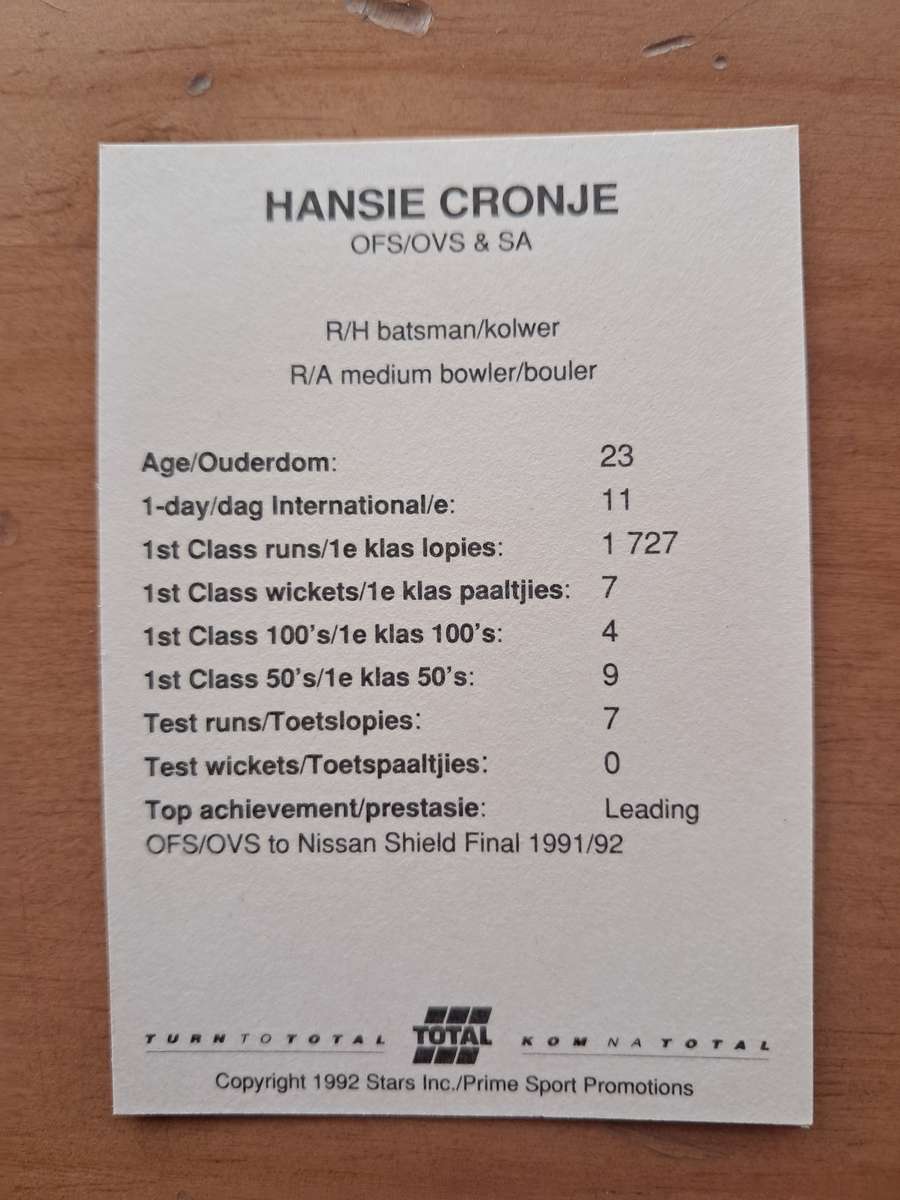 HANSIE CRONJE
OFS/OVS & SA
R/H batsman/kolwer
R/A medium bowler/bouler
Age/Ouderdom: 23
1-day/dag International/e: 11
1st Class runs/1e klas lopies: 1 727
1st Class wickets/1e klas paaltjies: 7
1st Class 100's/1e klas 100's: 4
1st Class 50's/1e klas 50's: 9
Test runs/Toetslopies: 7
Test wickets/Toetspaaltjies: 0
Top achievement/prestasie: Leading
OFS/OVS to Nissan Shield Final 1991/92
TURN TO TOTAL TOTAL KOM NA TOTAL
Copyright 1992 Stars Inc./Prime Sport Promotions